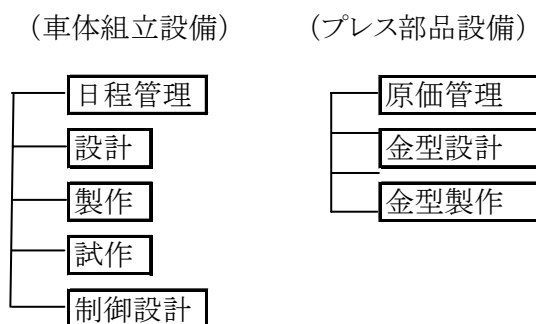 （車体組立設備）
日程管理
設計
製作
試作
制御設計
（プレス部品設備）
原価管理
金型設計
金型製作